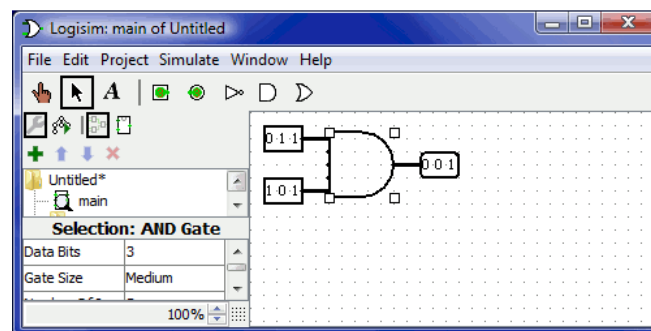 Logisim: main of Untitled
File Edit Project Simulate Window Help
A
Untitled*
main
Selection: AND Gate
Data Bits 3
Gate Size Medium
100%
0 1 1
1 0 1
0 0 1